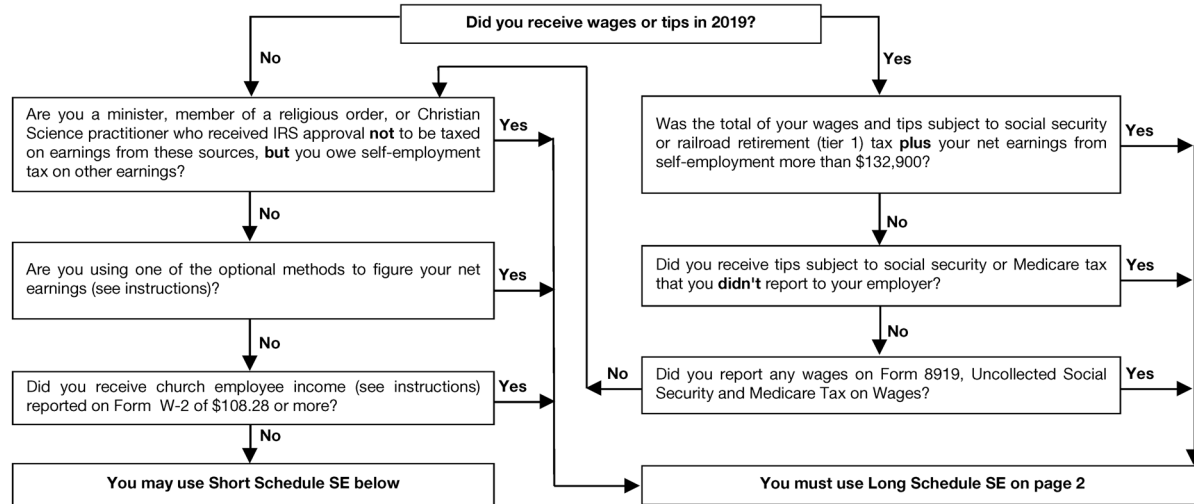 Did you receive wages or tips in 2019?
No
Yes
Are you a minister, member of a religious order, or Christian
Science practitioner who received IRS approval not to be taxed
on earnings from these sources, but you owe self-employment
tax on other earnings?
Yes
Was the total of your wages and tips subject to social security
or railroad retirement (tier 1) tax plus your net earnings from
self-employment more than $132,900?
Yes
No
No
Are you using one of the optional methods to figure your net
earnings (see instructions)?
Yes
Did you receive tips subject to social security or Medicare tax
that you didn't report to your employer?
Yes
No
No
Did you receive church employee income (see instructions)
reported on Form W-2 of $108.28 or more?
Yes
No
Did you report any wages on Form 8919, Uncollected Social
Security and Medicare Tax on Wages?
Yes
No
You may use Short Schedule SE below
You must use Long Schedule SE on page 2